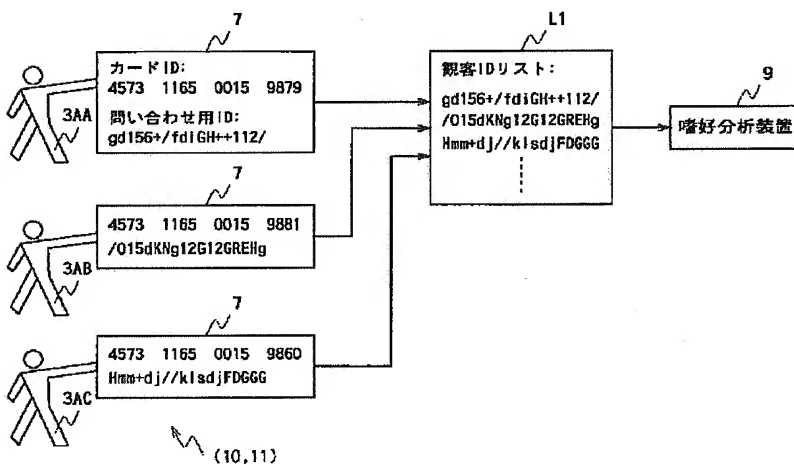 7
カードID:
4573 1165 0015 9879
問い合わせ用ID:
gd156+/fdiGH++112/
3AA
7
4573 1165 0015 9881
/015dKNg12G12GREHg
3AB
7
4573 1165 0015 9860
Hmm+dj//klsdjFDGGG
3AC
(10,11)
L1
観客IDリスト:
gd156+/fdiGH++112/
/015dKNg12G12GREHg
Hmm+dj//klsdjFDGGG
9
嗜好分析装置